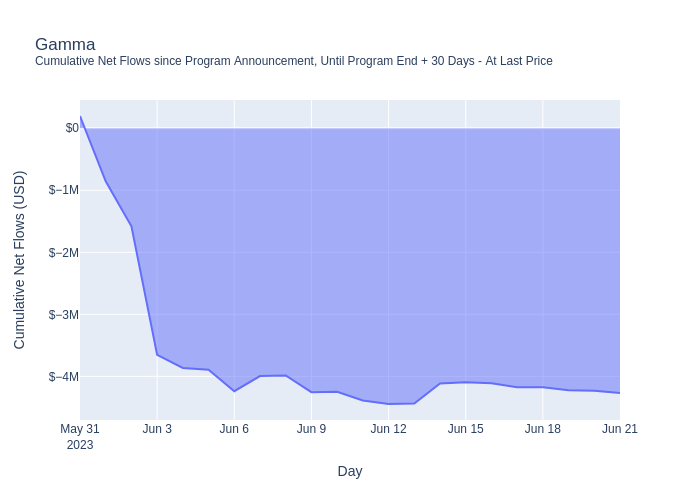 Gamma
Cumulative Net Flows since Program Announcement, Until Program End + 30 Days - At Last Price
Cumulative Net Flows (USD)
$0
$−1M
$−2M
$−3M
$−4M
May 31
2023
Jun 3
Jun 6
Jun 9
Jun 12
Jun 15
Jun 18
Jun 21
Day